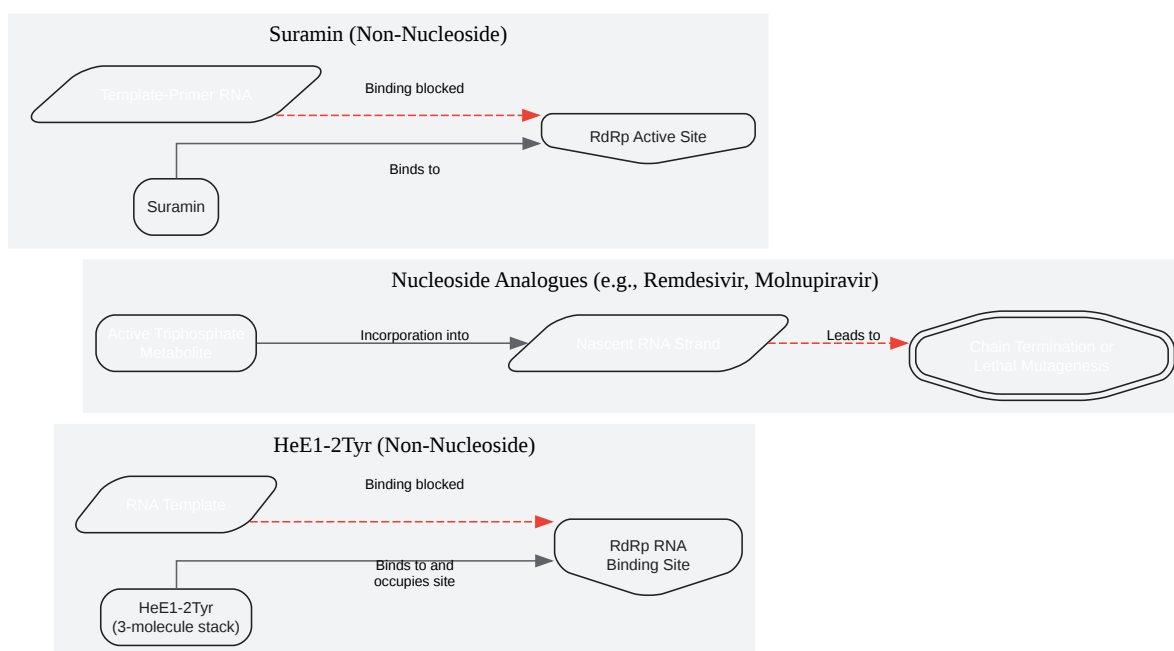 Suramin (Non-Nucleoside)
Template-Primer RNA
Binding blocked
RdRp Active Site
Binds to
Suramin
Nucleoside Analogues (e.g., Remdesivir, Molnupiravir)
Active Triphosphate
Metabolite
Incorporation into
Nascent RNA Strand
Leads to
Chain Termination or
Lethal Mutagenesis
HeE1-2Tyr (Non-Nucleoside)
RNA Template
Binding blocked
RdRp RNA
Binding Site
Binds to and
occupies site
HeE1-2Tyr
(3-molecule stack)